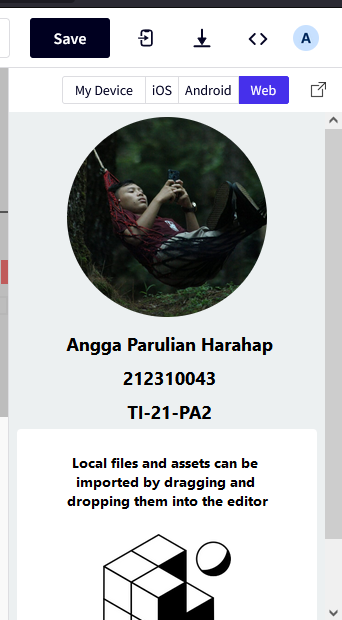 Save
A
My Device
iOS
Android
Web
Angga Parulian Harahap
212310043
TI-21-PA2
Local files and assets can be
imported by dragging and
dropping them into the editor